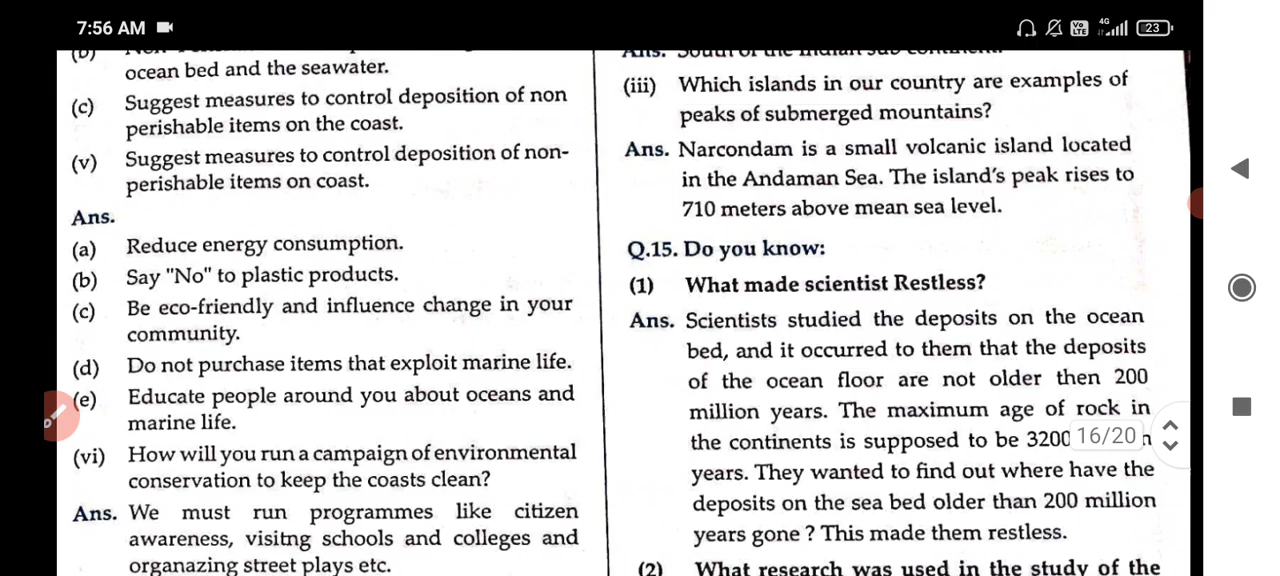 7:56 AM
4G
23
ocean bed and the seawater.
(c) Suggest measures to control deposition of non
perishable items on the coast.
(v) Suggest measures to control deposition of non-
perishable items on coast.
Ans.
(a) Reduce energy consumption.
(b) Say "No" to plastic products.
(c) Be eco-friendly and influence change in your
community.
(d) Do not purchase items that exploit marine life.
(e) Educate people around you about oceans and
marine life.
(vi) How will you run a campaign of environmental
conservation to keep the coasts clean?
Ans. We must run programmes like citizen
awareness, visitng schools and colleges and
organazing street plays etc.
Ans. South of the Indian sub continent.
(iii) Which islands in our country are examples of
peaks of submerged mountains?
Ans. Narcondam is a small volcanic island located
in the Andaman Sea. The island's peak rises to
710 meters above mean sea level.
Q.15. Do you know:
(1) What made scientist Restless?
Ans. Scientists studied the deposits on the ocean
bed, and it occurred to them that the deposits
of the ocean floor are not older then 200
million years. The maximum age of rock in
the continents is supposed to be 3200
16/20
years. They wanted to find out where have the
deposits on the sea bed older than 200 million
years gone ? This made them restless.
(2) What research was used in the study of the